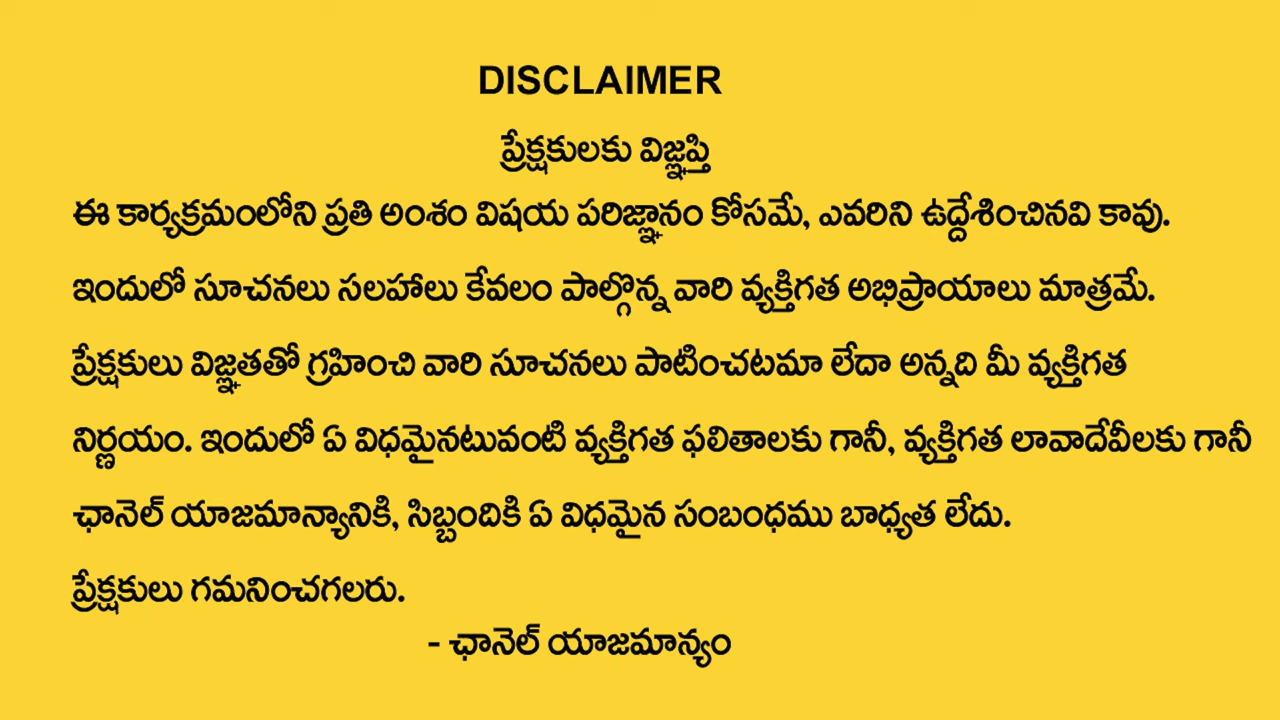 DISCLAIMER
ప్రేక్షకులకు విజ్ఞప్తి
ఈ కార్యక్రమంలోని ప్రతి అంశం విషయ పరిజ్ఞానం కోసమే, ఎవరిని ఉద్దేశించినవి కావు.
ఇందులో సూచనలు సలహాలు కేవలం పాల్గొన్న వారి వ్యక్తిగత అభిప్రాయాలు మాత్రమే.
ప్రేక్షకులు విజ్ఞతతో గ్రహించి వారి సూచనలు పాటించటమా లేదా అన్నది మీ వ్యక్తిగత
నిర్ణయం. ఇందులో ఏ విధమైనటువంటి వ్యక్తిగత ఫలితాలకు గానీ, వ్యక్తిగత లావాదేవీలకు గానీ
ఛానెల్ యాజమాన్యానికి, సిబ్బందికి ఏ విధమైన సంబంధము బాధ్యత లేదు.
ప్రేక్షకులు గమనించగలరు.
- ఛానెల్ యాజమాన్యం